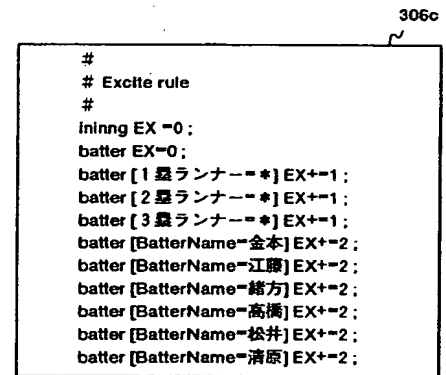 306c
#
# Excite rule
#
ininng EX =0 ;
batter EX=0;
batter [1塁ランナー=*] EX+=1 ;
batter [2塁ランナー=*] EX+=1 ;
batter [3塁ランナー=*] EX+=1 ;
batter [BatterName=金本] EX+=2 ;
batter [BatterName=江藤] EX+=2 ;
batter [BatterName=緒方] EX+=2 ;
batter [BatterName=高橋] EX+=2 ;
batter [BatterName=松井] EX+=2 ;
batter [BatterName=清原] EX+=2 ;